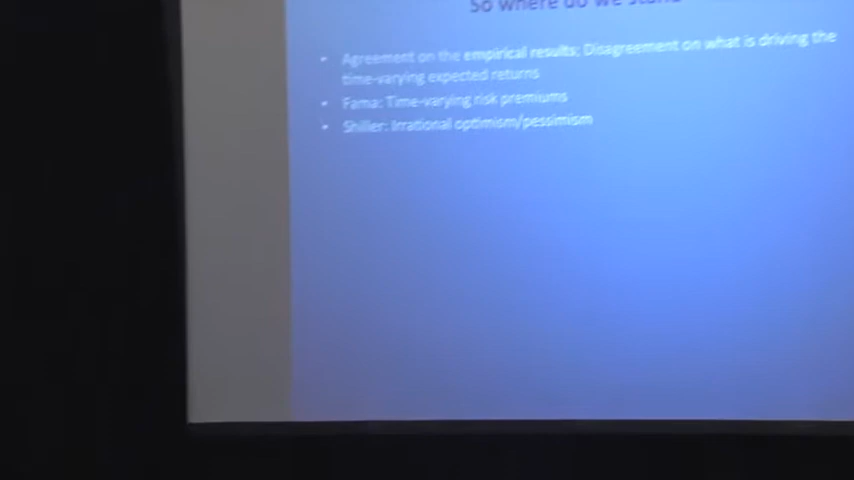 So where do we stand
• Agreement on the empirical results; Disagreement on what is driving the
time-varying expected returns
• Fama: Time-varying risk premiums
• Shiller: Irrational optimism/pessimism